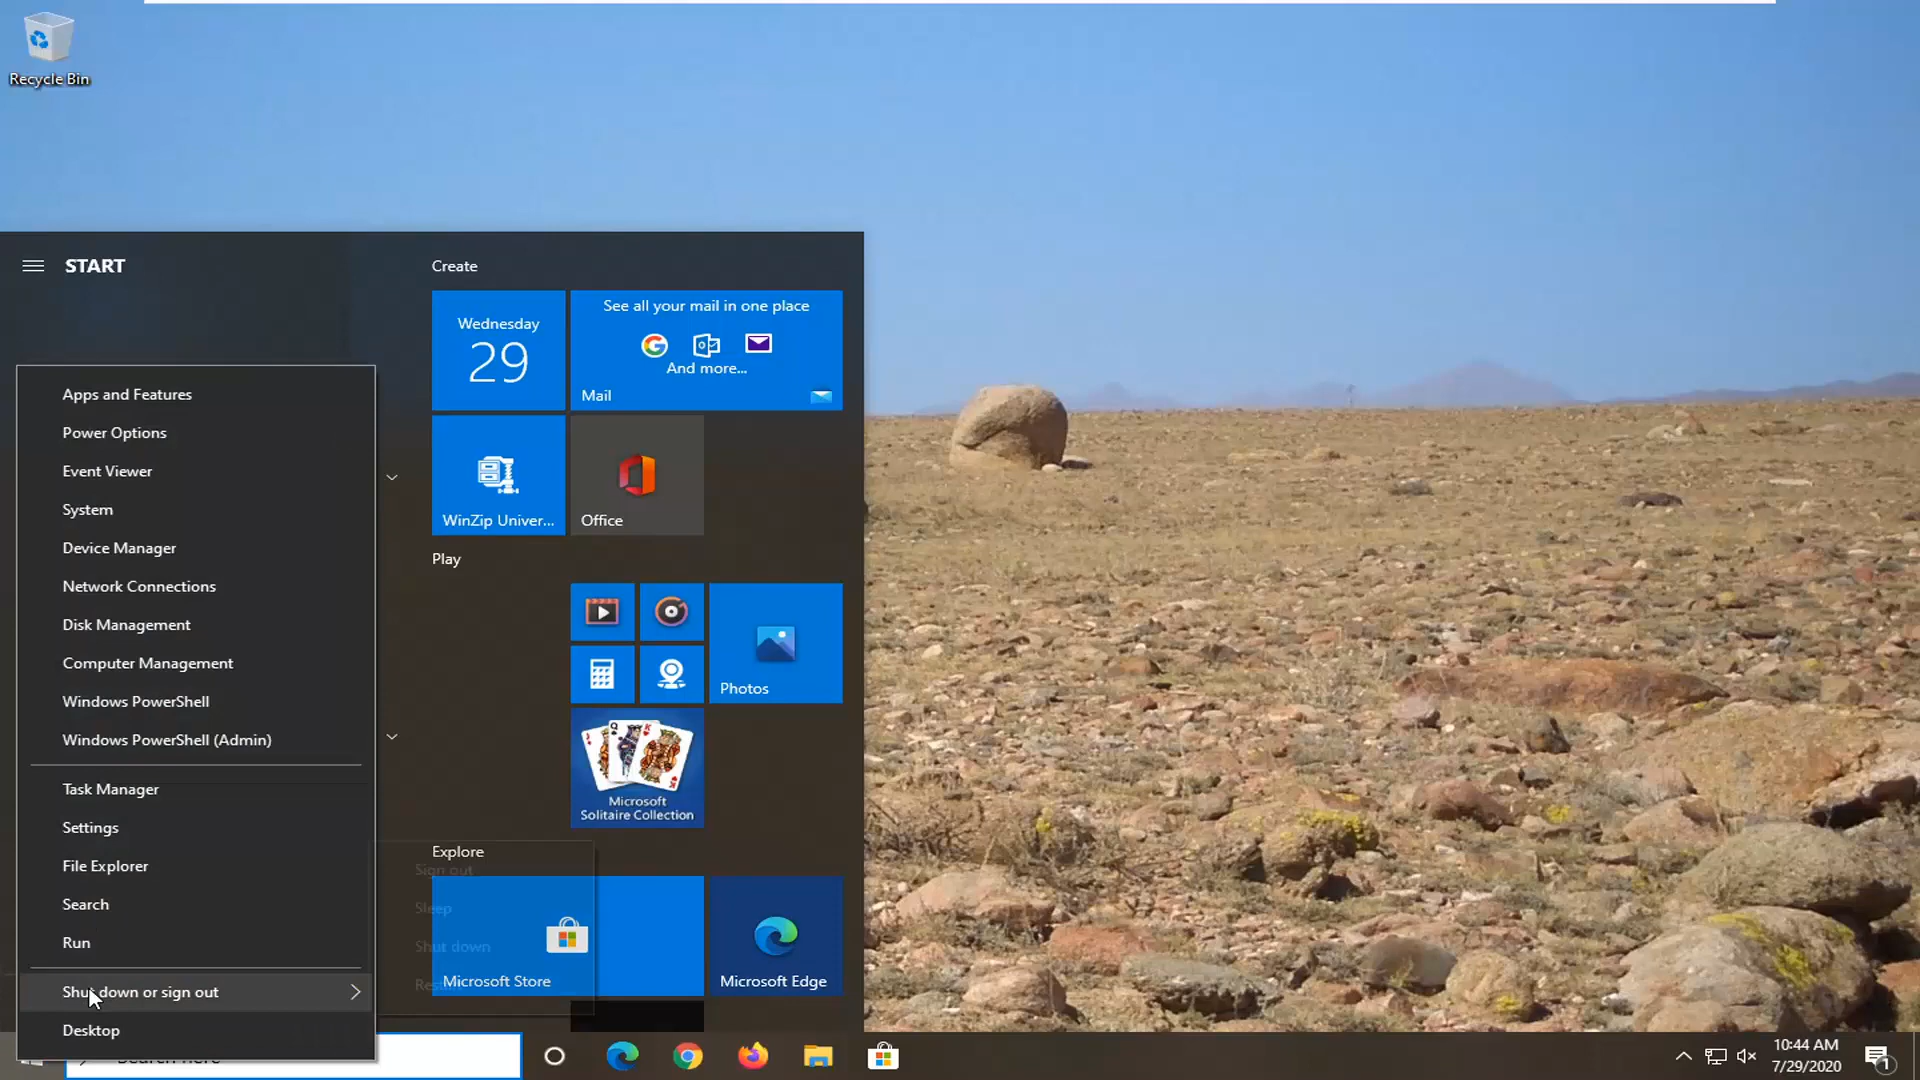 Recycle Bin
START
Create
Wednesday
29
See all your mail in one place
And more...
Mail
WinZip Univer...
Office
Play
Photos
Microsoft
Solitaire Collection
Explore
Microsoft Store
Microsoft Edge
Apps and Features
Power Options
Event Viewer
System
Device Manager
Network Connections
Disk Management
Computer Management
Windows PowerShell
Windows PowerShell (Admin)
Task Manager
Settings
File Explorer
Search
Run
Shut down or sign out
Desktop
Sign out
Sleep
Shut down
10:44 AM
7/29/2020
1